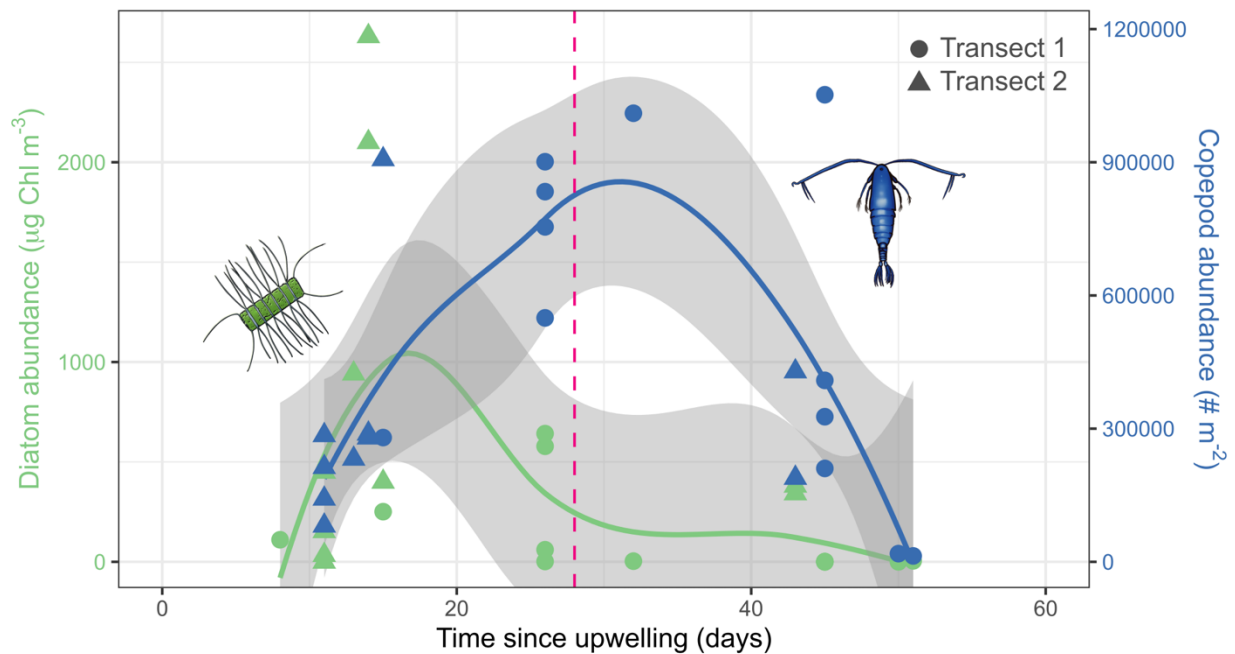 Transect 1
Transect 2
Diatom abundance (μg Chl m⁻³)
2000
1000
0
1200000
900000
600000
300000
0
Copepod abundance (# m⁻²)
0
20
40
60
Time since upwelling (days)